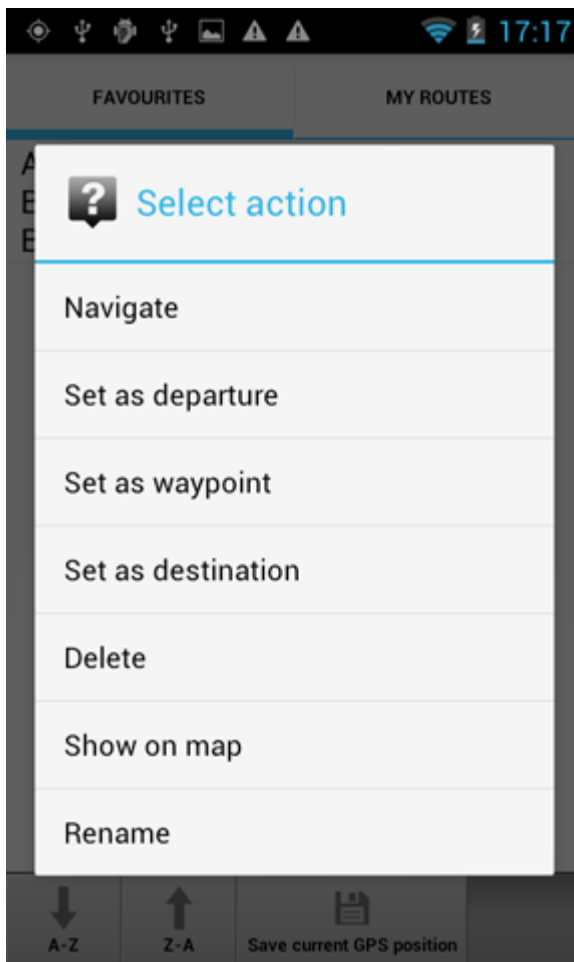 17:17
FAVOURITES MY ROUTES
Select action
Navigate
Set as departure
Set as waypoint
Set as destination
Delete
Show on map
Rename
A-Z Z-A Save current GPS position